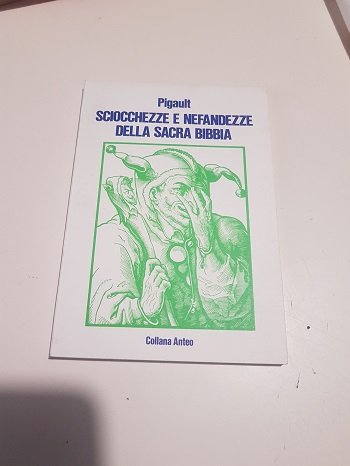 Pigault
SCIOCCHEZZE E NEFANDEZZE
DELLA SACRA BIBBIA
Collana Anteo